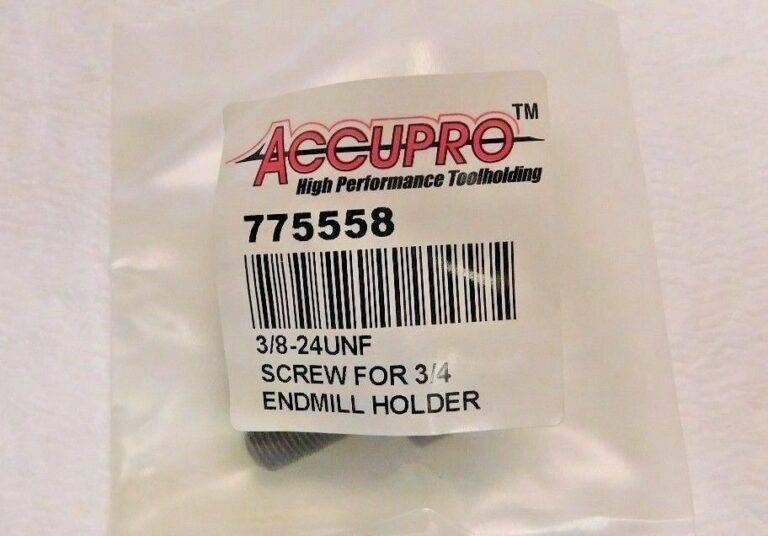 ACCUPRO™
High Performance Toolholding
775558
3/8-24UNF
SCREW FOR 3/4
ENDMILL HOLDER